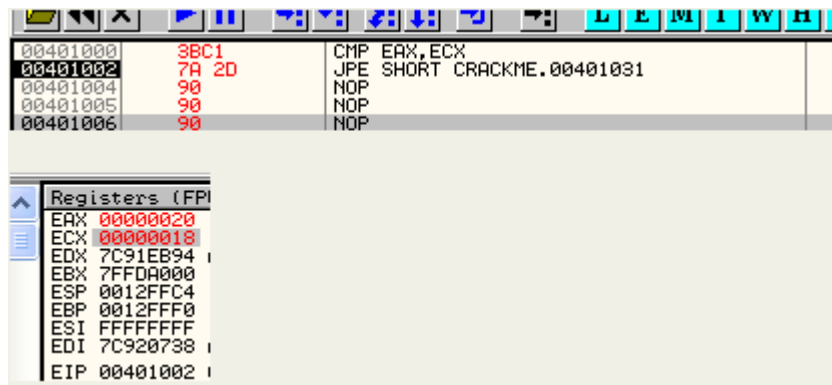 L E M T W H
00401000 3BC1 CMP EAX,ECX
00401002 7A 2D JPE SHORT CRACKME.00401031
00401004 90 NOP
00401005 90 NOP
00401006 90 NOP
Registers (FP
EAX 00000020
ECX 00000018
EDX 7C91EB94
EBX 7FFDA000
ESP 0012FFC4
EBP 0012FFF0
ESI FFFFFFFF
EDI 7C920738
EIP 00401002